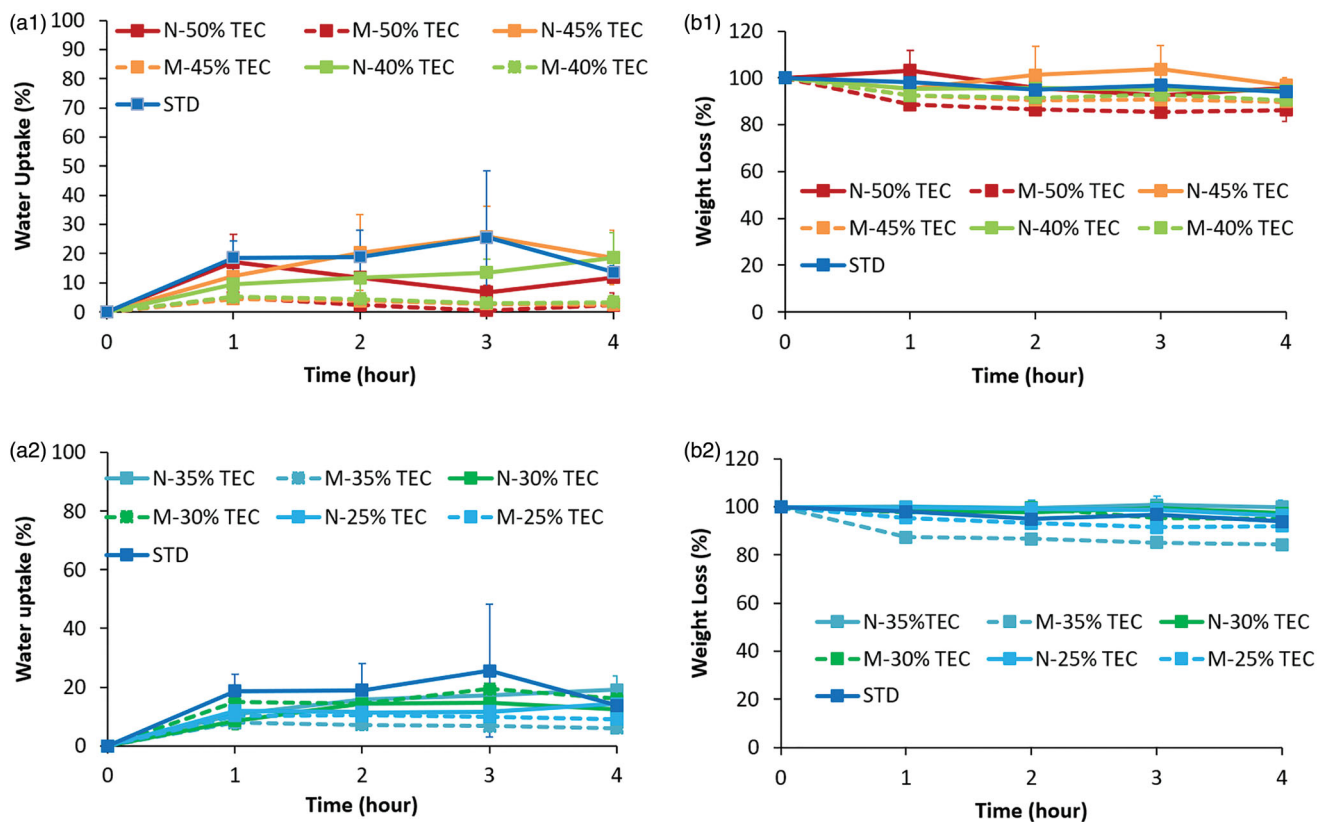 (a1)
100
90
80
70
60
50
40
30
20
10
0
Water Uptake (%)
N-50% TEC M-50% TEC N-45% TEC
M-45% TEC N-40% TEC M-40% TEC
STD
0 1 2 3 4
Time (hour)
(b1)
120
100
80
60
40
20
0
Weight Loss (%)
N-50% TEC M-50% TEC N-45% TEC
M-45% TEC N-40% TEC M-40% TEC
STD
0 1 2 3 4
Time (hour)
(a2)
100
80
60
40
20
0
Water uptake (%)
N-35% TEC M-35% TEC N-30% TEC
M-30% TEC N-25% TEC M-25% TEC
STD
0 1 2 3 4
Time (hour)
(b2)
120
100
80
60
40
20
0
Weight Loss (%)
N-35%TEC M-35% TEC N-30% TEC
M-30% TEC N-25% TEC M-25% TEC
STD
0 1 2 3 4
Time (hour)